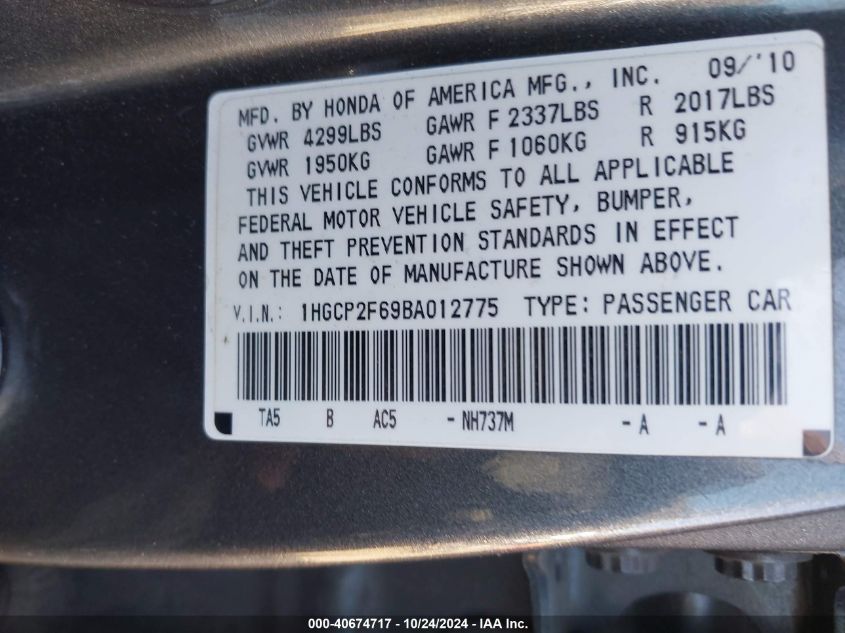 09/'10
MFD. BY HONDA OF AMERICA MFG., INC.
GVWR 4299LBS GAWR F 2337LBS R 2017LBS
GVWR 1950KG GAWR F 1060KG R 915KG
THIS VEHICLE CONFORMS TO ALL APPLICABLE
FEDERAL MOTOR VEHICLE SAFETY, BUMPER,
AND THEFT PREVENTION STANDARDS IN EFFECT
ON THE DATE OF MANUFACTURE SHOWN ABOVE.
V.I.N.: 1HGCP2F69BA012775 TYPE: PASSENGER CAR
TA5 B AC5 - NH737M - A - A
000-40674717 - 10/24/2024 - IAA Inc.